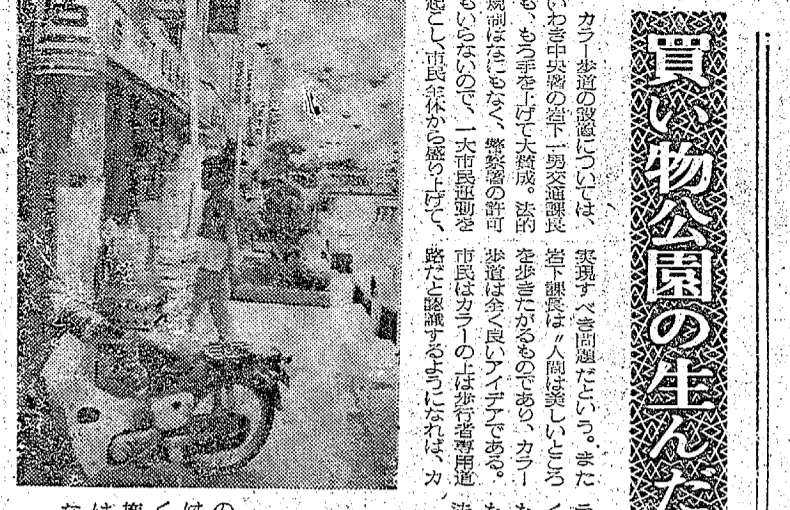 買い物公園の生んだ
カラー歩道の設置については、
いわき中央署の岩下一男交通課長
も、もろ手を上げて大賛成。法的
規制はなにもなく、警察署の許可
もいらないので、一大市民運動を
起こし、市民全体から盛り上げて、
実現すべき問題だという。また
岩下課長は〃人間は美しいところ
を歩きたがるものであり、カラー
歩道は全く良いアイデアである。
市民はカラーの上は歩行者専用道
路だと認識するようになれば、カ